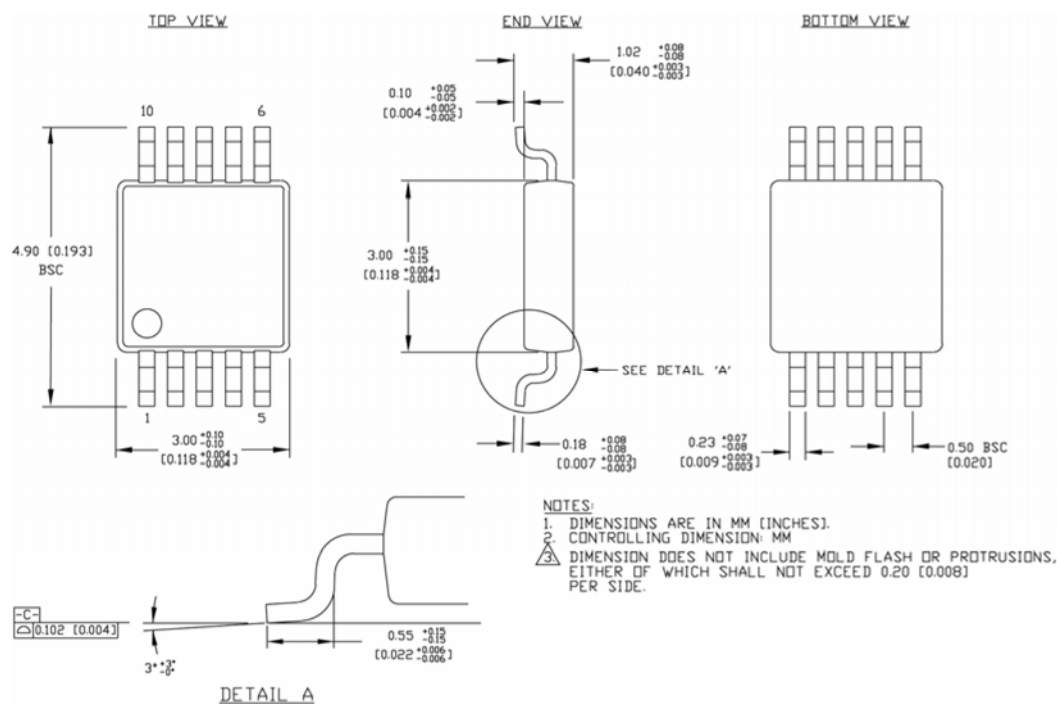 TOP VIEW
END VIEW
BOTTOM VIEW
1.02 +0.08 -0.08
[0.040 +0.003 -0.003]
0.10 +0.05 -0.05
[0.004 +0.002 -0.002]
10
6
4.90 [0.193]
BSC
3.00 +0.15 -0.15
[0.118 +0.004 -0.004]
SEE DETAIL 'A'
1
5
3.00 +0.10 -0.10
[0.118 +0.004 -0.004]
0.18 +0.08 -0.08
[0.007 +0.003 -0.003]
0.23 +0.07 -0.08
[0.009 +0.003 -0.003]
0.50 BSC
[0.020]
NOTES:
1. DIMENSIONS ARE IN MM [INCHES].
2. CONTROLLING DIMENSION: MM
3 DIMENSION DOES NOT INCLUDE MOLD FLASH OR PROTRUSIONS,
EITHER OF WHICH SHALL NOT EXCEED 0.20 [0.008]
PER SIDE.
-C-
0.102 [0.004]
3° +3° -0°
0.55 +0.15 -0.15
[0.022 +0.006 -0.006]
DETAIL A